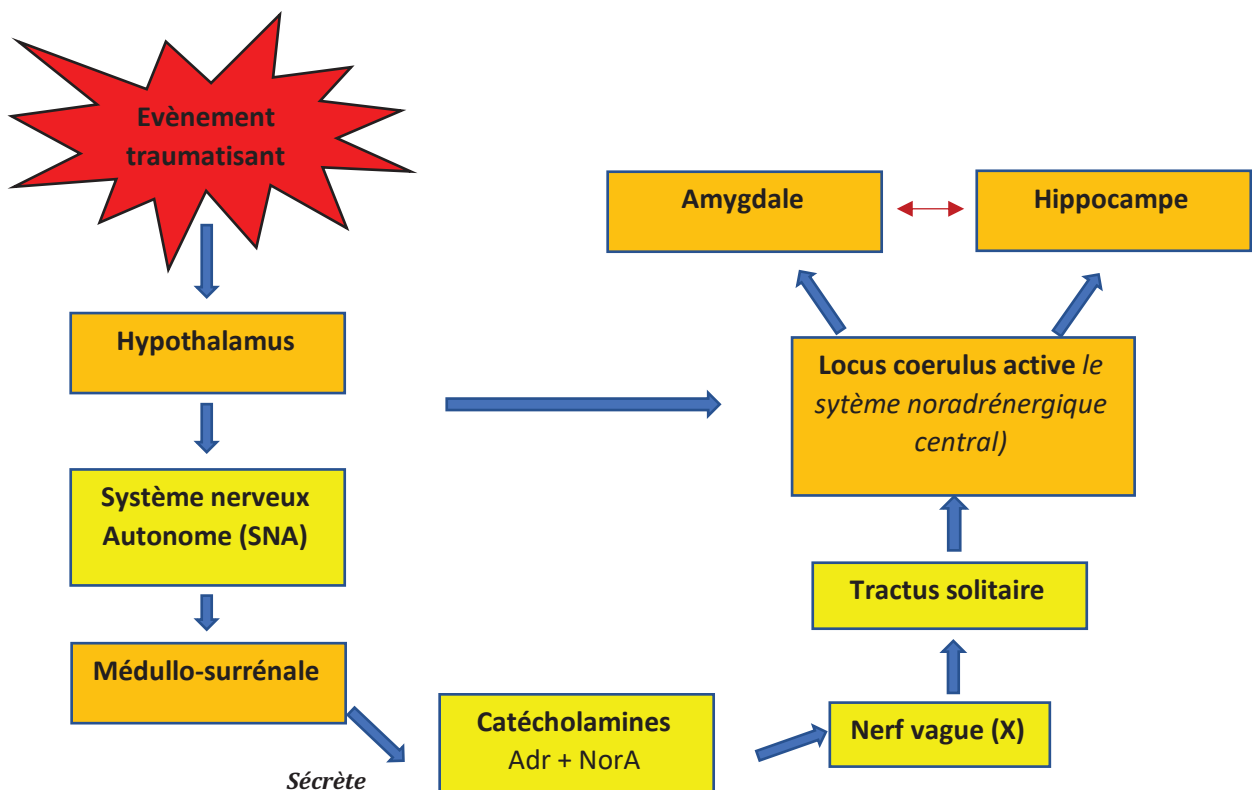 Evènement
traumatisant
Hypothalamus
Système nerveux
Autonome (SNA)
Médullo-surrénale
Sécrète
Catécholamines
Adr + NorA
Nerf vague (X)
Tractus solitaire
Locus coerulus active le
sytème noradrénergique
central)
Amygdale
Hippocampe